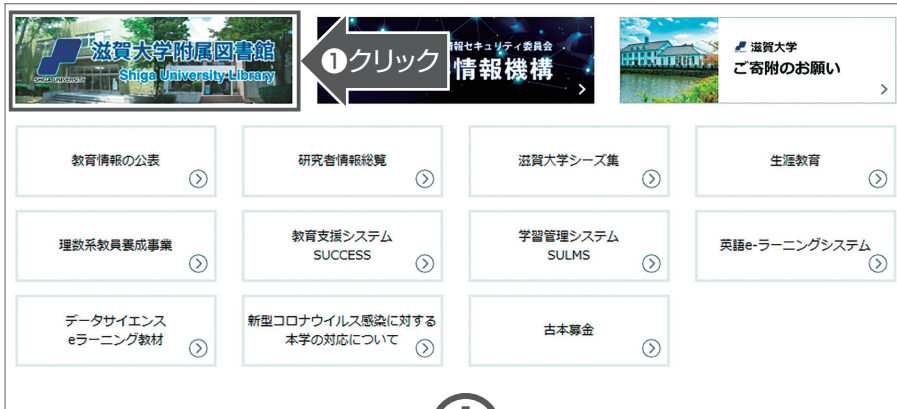 滋賀大学附属図書館
Shiga University Library
SHIGA UNIVERSITY
❶クリック
報セキュリティ委員会
情報機構
滋賀大学
ご寄附のお願い
教育情報の公表
研究者情報総覧
滋賀大学シーズ集
生涯教育
理数系教員養成事業
教育支援システム
SUCCESS
学習管理システム
SULMS
英語e-ラーニングシステム
データサイエンス
eラーニング教材
新型コロナウイルス感染に対する
本学の対応について
古本募金